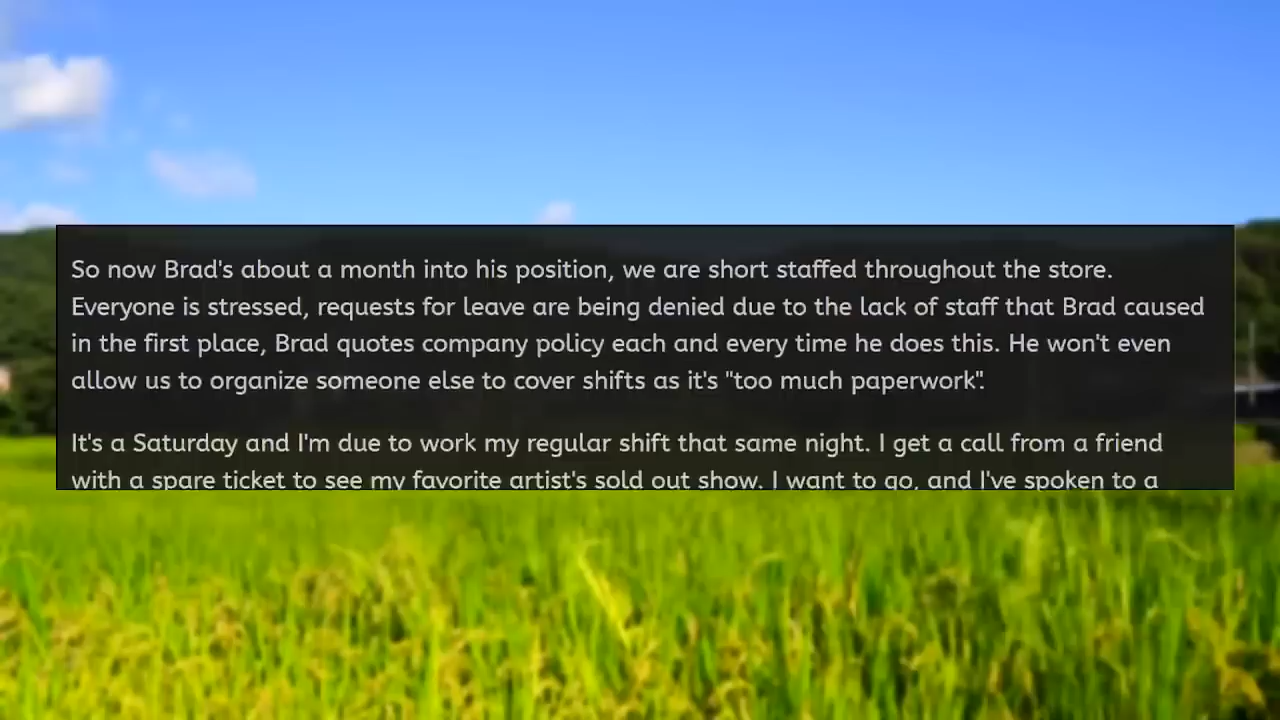 So now Brad's about a month into his position, we are short staffed throughout the store.
Everyone is stressed, requests for leave are being denied due to the lack of staff that Brad caused
in the first place, Brad quotes company policy each and every time he does this. He won't even
allow us to organize someone else to cover shifts as it's "too much paperwork".
It's a Saturday and I'm due to work my regular shift that same night. I get a call from a friend
with a spare ticket to see my favorite artist's sold out show. I want to go, and I've spoken to a